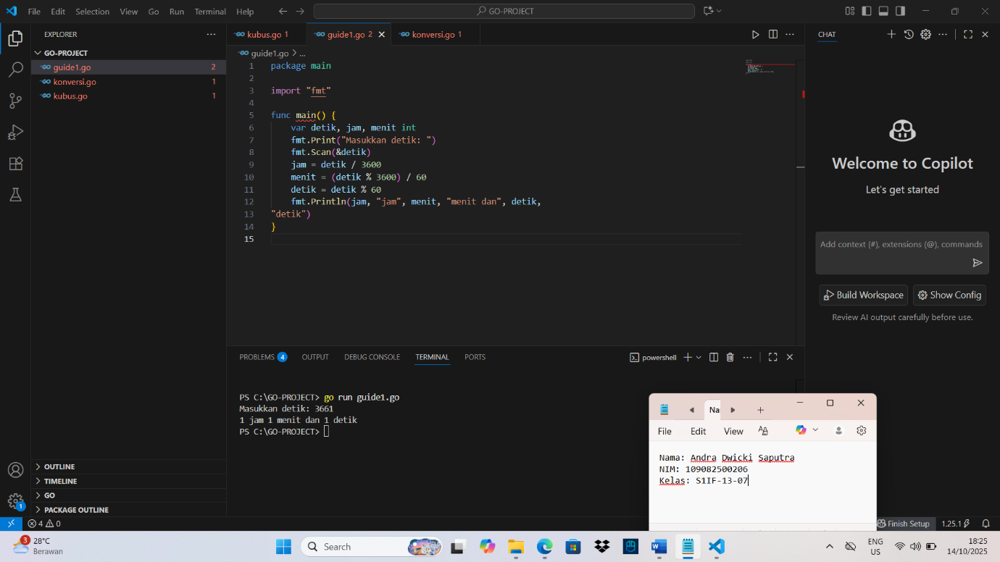 File Edit Selection View Go Run Terminal Help
GO-PROJECT
EXPLORER
GO-PROJECT
guide1.go 2
konversi.go 1
kubus.go 1
OUTLINE
TIMELINE
GO
PACKAGE OUTLINE
kubus.go 1 guide1.go 2 konversi.go 1
guide1.go > ...
1 package main
2
3 import "fmt"
4
5 func main() {
6 var detik, jam, menit int
7 fmt.Print("Masukkan detik: ")
8 fmt.Scan(&detik)
9 jam = detik / 3600
10 menit = (detik % 3600) / 60
11 detik = detik % 60
12 fmt.Println(jam, "jam", menit, "menit dan", detik,
13 "detik")
14 }
15
PROBLEMS 4 OUTPUT DEBUG CONSOLE TERMINAL PORTS
powershell
PS C:\GO-PROJECT> go run guide1.go
Masukkan detik: 3661
1 jam 1 menit dan 1 detik
PS C:\GO-PROJECT>
CHAT
Welcome to Copilot
Let's get started
Add context (#), extensions (@), commands
Build Workspace Show Config
Review AI output carefully before use.
Na
File Edit View
Nama: Andra Dwicki Saputra
NIM: 109082500206
Kelas: S1IF-13-07
1
4 0
Finish Setup 1.25.1
3
28°C
Berawan
Search
ENG
US
18:25
14/10/2025